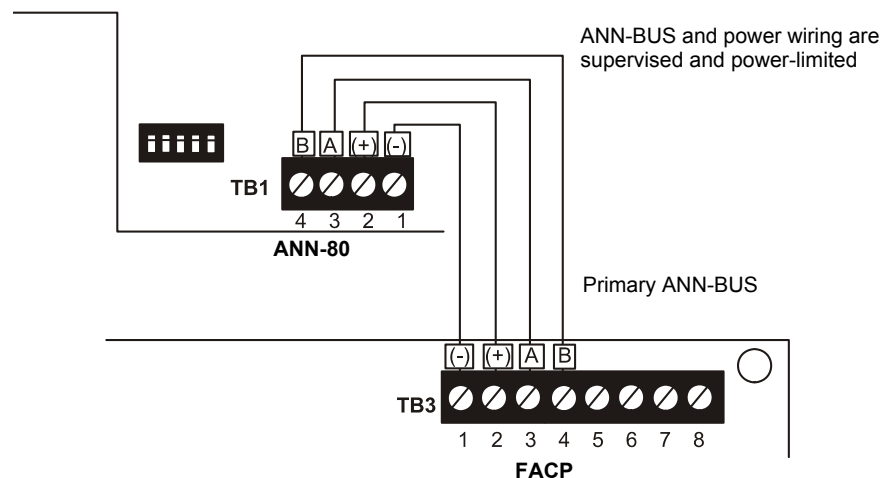 ANN-BUS and power wiring are
supervised and power-limited
B A (+) (-)
TB1
4 3 2 1
ANN-80
Primary ANN-BUS
(-) (+) A B
TB3
1 2 3 4 5 6 7 8
FACP